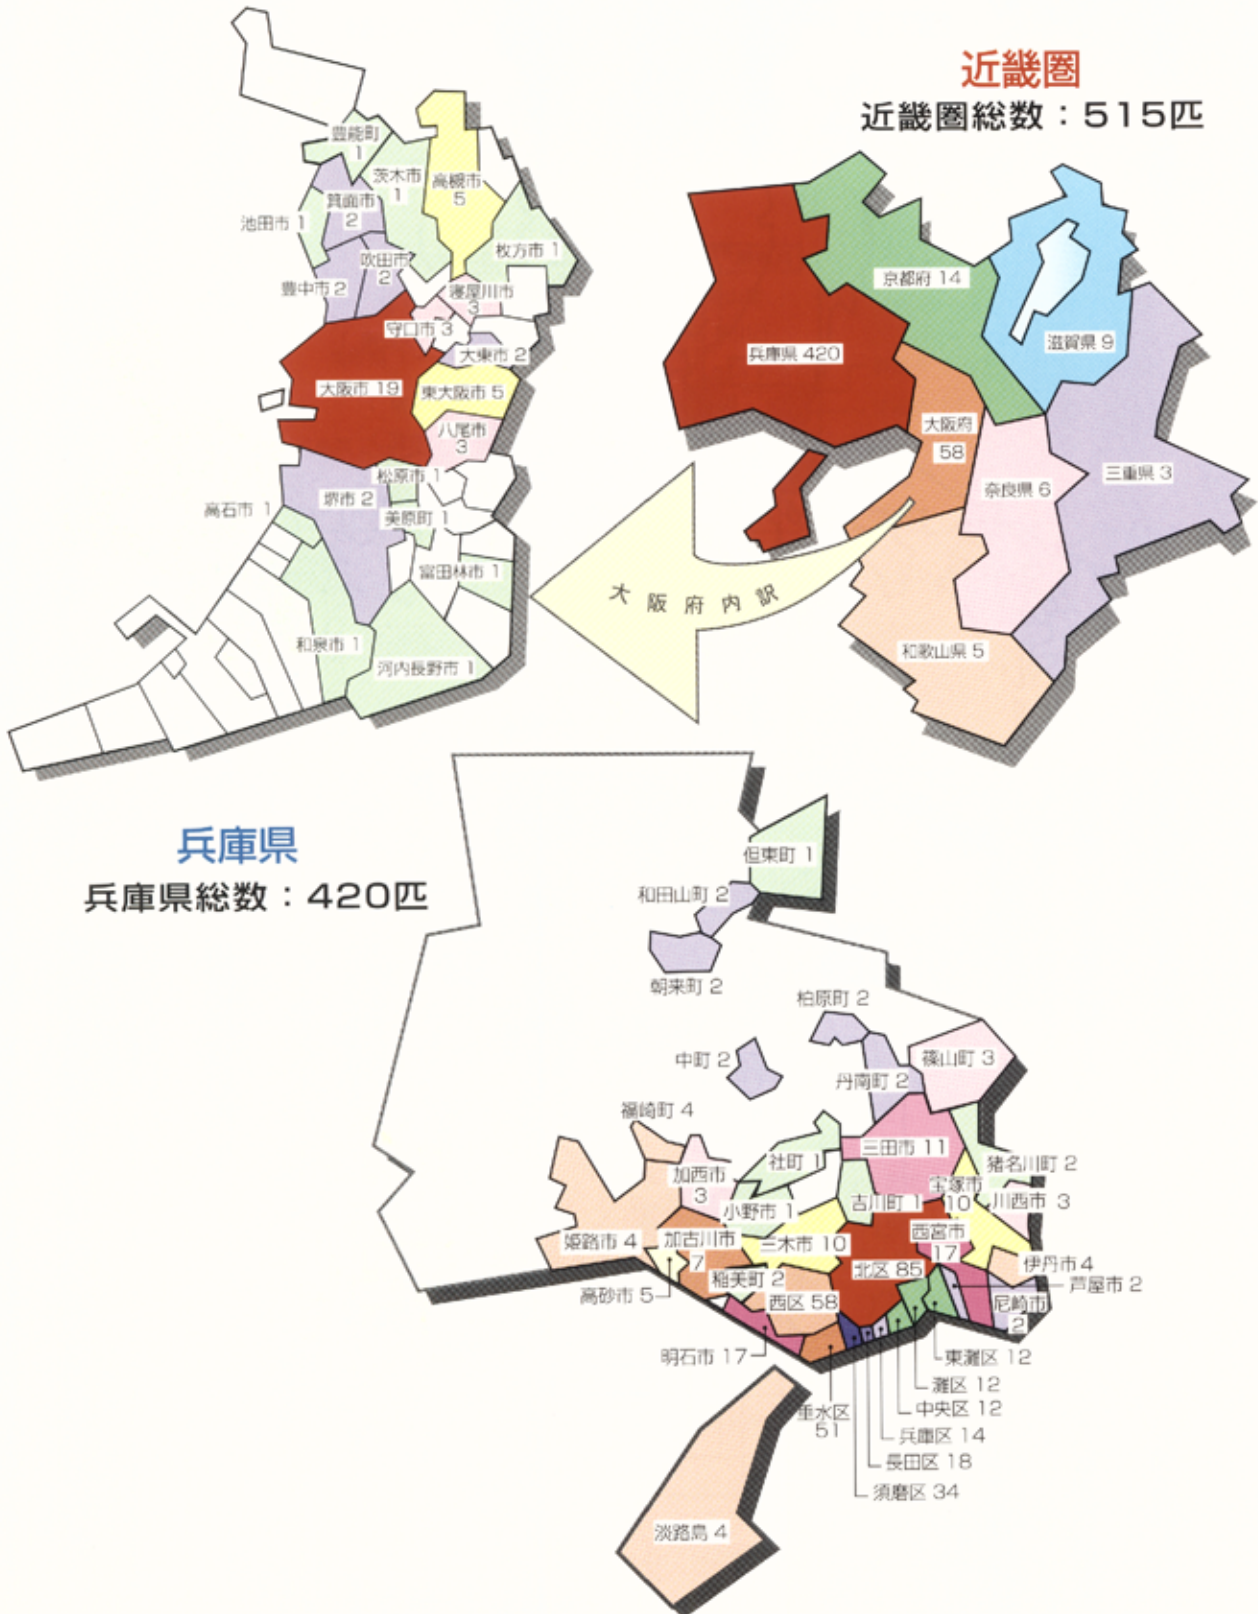 近畿圏
近畿圏総数：515匹
豊能町
1
茨木市
1
高槻市
5
箕面市
2
池田市 1
吹田市
2
枚方市 1
豊中市 2
寝屋川市
3
守口市 3
大東市 2
大阪市 19
東大阪市 5
八尾市
3
松原市 1
堺市 2
高石市 1
美原町 1
富田林市 1
和泉市 1
河内長野市 1
京都府 14
滋賀県 9
兵庫県 420
大阪府
58
奈良県 6
三重県 3
和歌山県 5
大阪府内訳
兵庫県
兵庫県総数：420匹
但東町 1
和田山町 2
朝来町 2
柏原町 2
中町 2
丹南町 2
篠山町 3
福崎町 4
加西市
3
社町 1
三田市 11
猪名川町 2
宝塚市
10
川西市 3
小野市 1
吉川町 1
姫路市 4
加古川市
7
三木市 10
西宮市
17
北区 85
伊丹市 4
稲美町 2
高砂市 5
西区 58
芦屋市 2
尼崎市
2
明石市 17
東灘区 12
灘区 12
中央区 12
垂水区
51
兵庫区 14
長田区 18
須磨区 34
淡路島 4